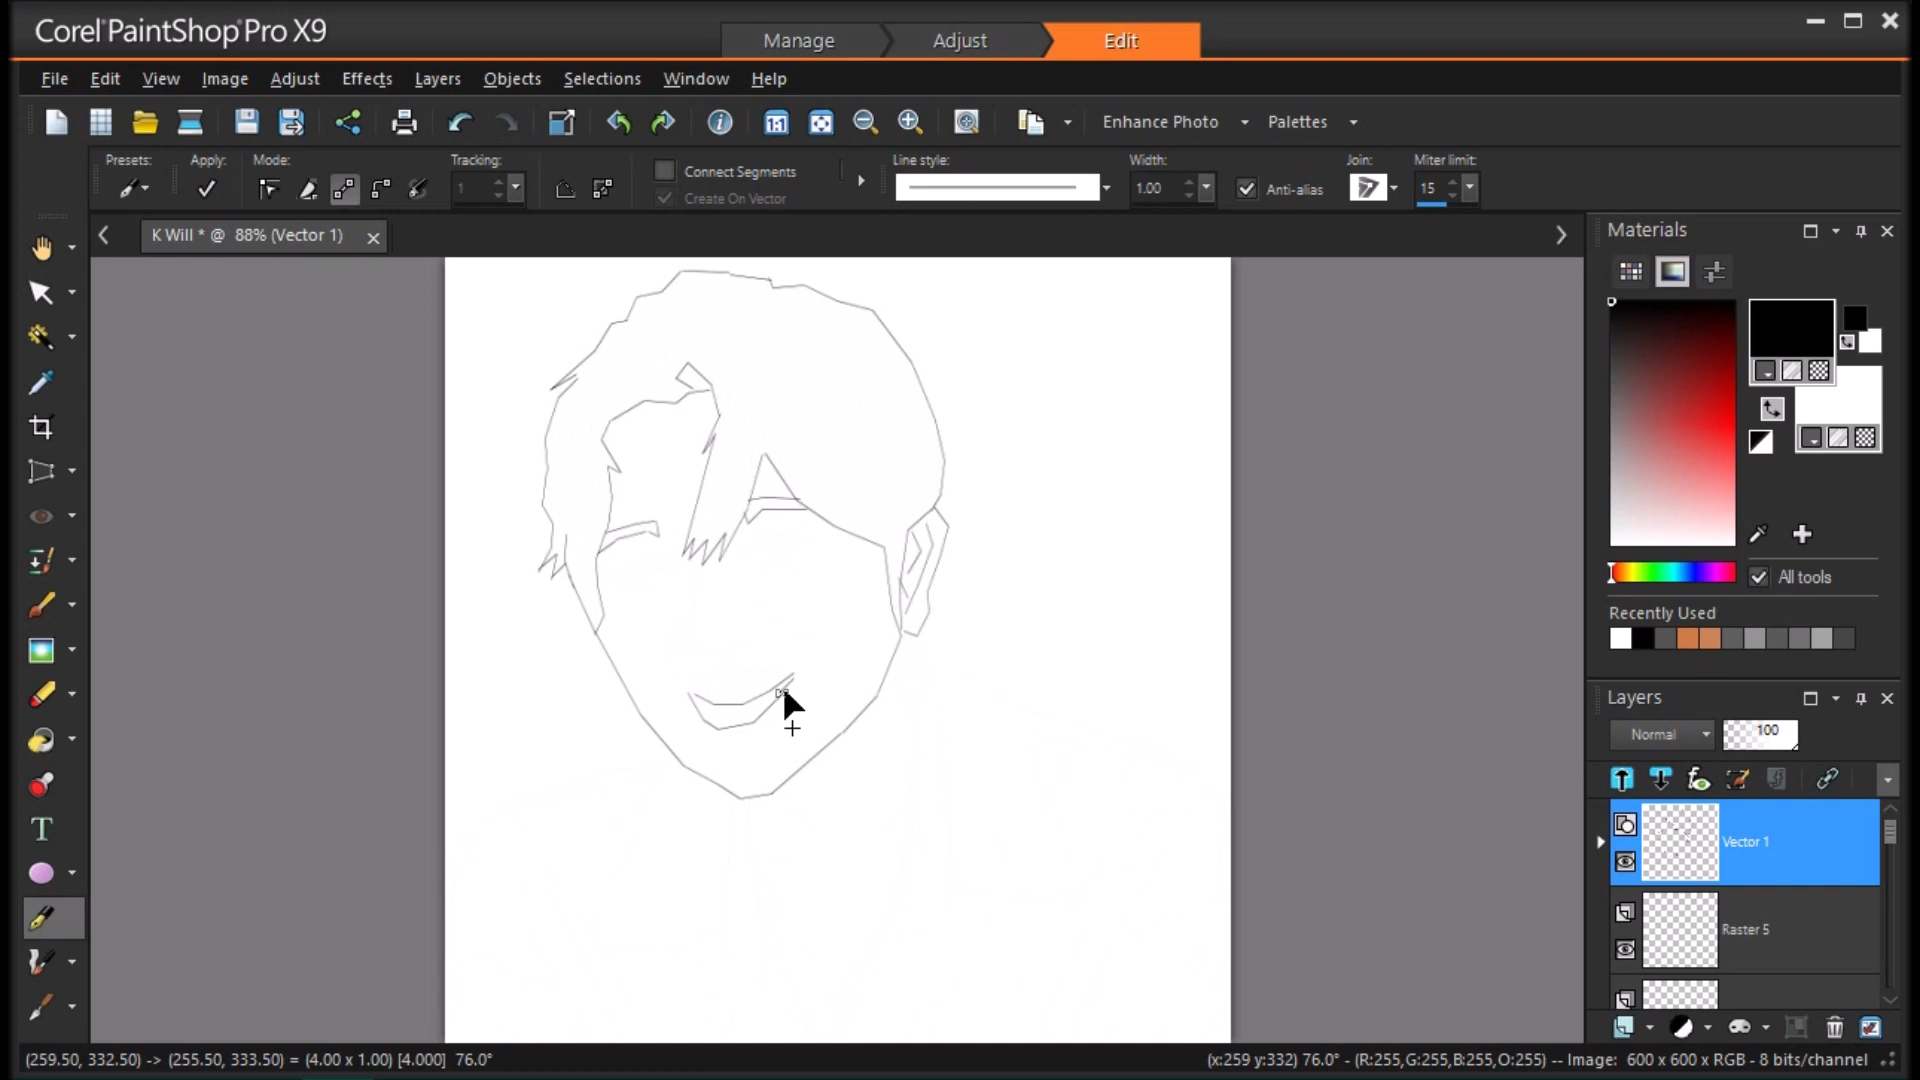 Corel PaintShop Pro X9
Manage Adjust Edit
File Edit View Image Adjust Effects Layers Objects Selections Window Help
1:1 Enhance Photo Palettes
Presets: Apply: Mode: Tracking: Connect Segments Line style: Width: Join: Miter limit:
1 Create On Vector 1.00 Anti-alias 15
K Will * @ 88% (Vector 1)
Materials
All tools
Recently Used
Layers
Normal 100
Vector 1
Raster 5
T
(259.50, 332.50) -> (255.50, 333.50) = (4.00 x 1.00) [4.000] 76.0°
(x:259 y:332) 76.0° - (R:255,G:255,B:255,O:255) -- Image: 600 x 600 x RGB - 8 bits/channel